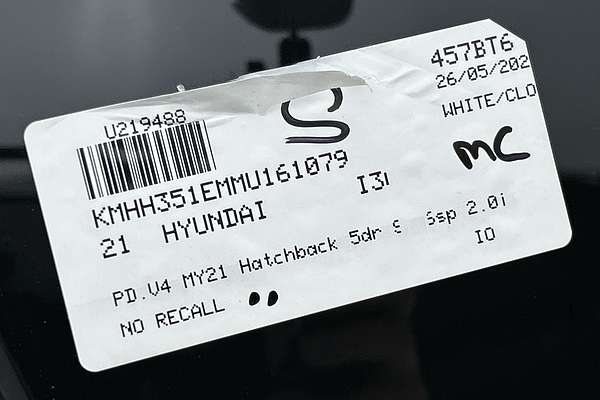 U219488
S
457BT6
26/05/202
WHITE/CLO
mc
KMHH351EMMU161079
21 HYUNDAI
PD.V4 MY21 Hatchback 5dr 6sp 2.0i
IO
NO RECALL